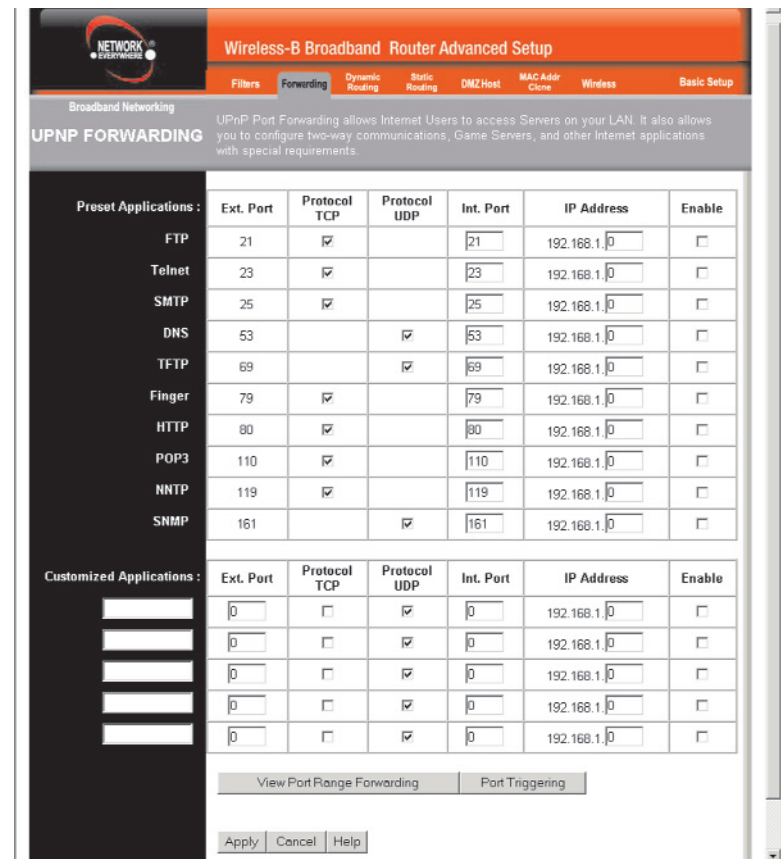 NETWORK
EVERYWHERE
Wireless-B Broadband Router Advanced Setup
Filters Forwarding Dynamic Routing Static Routing DMZ Host MAC Addr Clone Wireless Basic Setup
Broadband Networking
UPNP FORWARDING
UPnP Port Forwarding allows Internet Users to access Servers on your LAN. It also allows
you to configure two-way communications, Game Servers, and other Internet applications
with special requirements.
Preset Applications : Ext. Port Protocol TCP Protocol UDP Int. Port IP Address Enable
FTP 21 21 192.168.1.0
Telnet 23 23 192.168.1.0
SMTP 25 25 192.168.1.0
DNS 53 53 192.168.1.0
TFTP 69 69 192.168.1.0
Finger 79 79 192.168.1.0
HTTP 80 80 192.168.1.0
POP3 110 110 192.168.1.0
NNTP 119 119 192.168.1.0
SNMP 161 161 192.168.1.0
Customized Applications : Ext. Port Protocol TCP Protocol UDP Int. Port IP Address Enable
0 0 192.168.1.0
0 0 192.168.1.0
0 0 192.168.1.0
0 0 192.168.1.0
0 0 192.168.1.0
View Port Range Forwarding Port Triggering
Apply Cancel Help